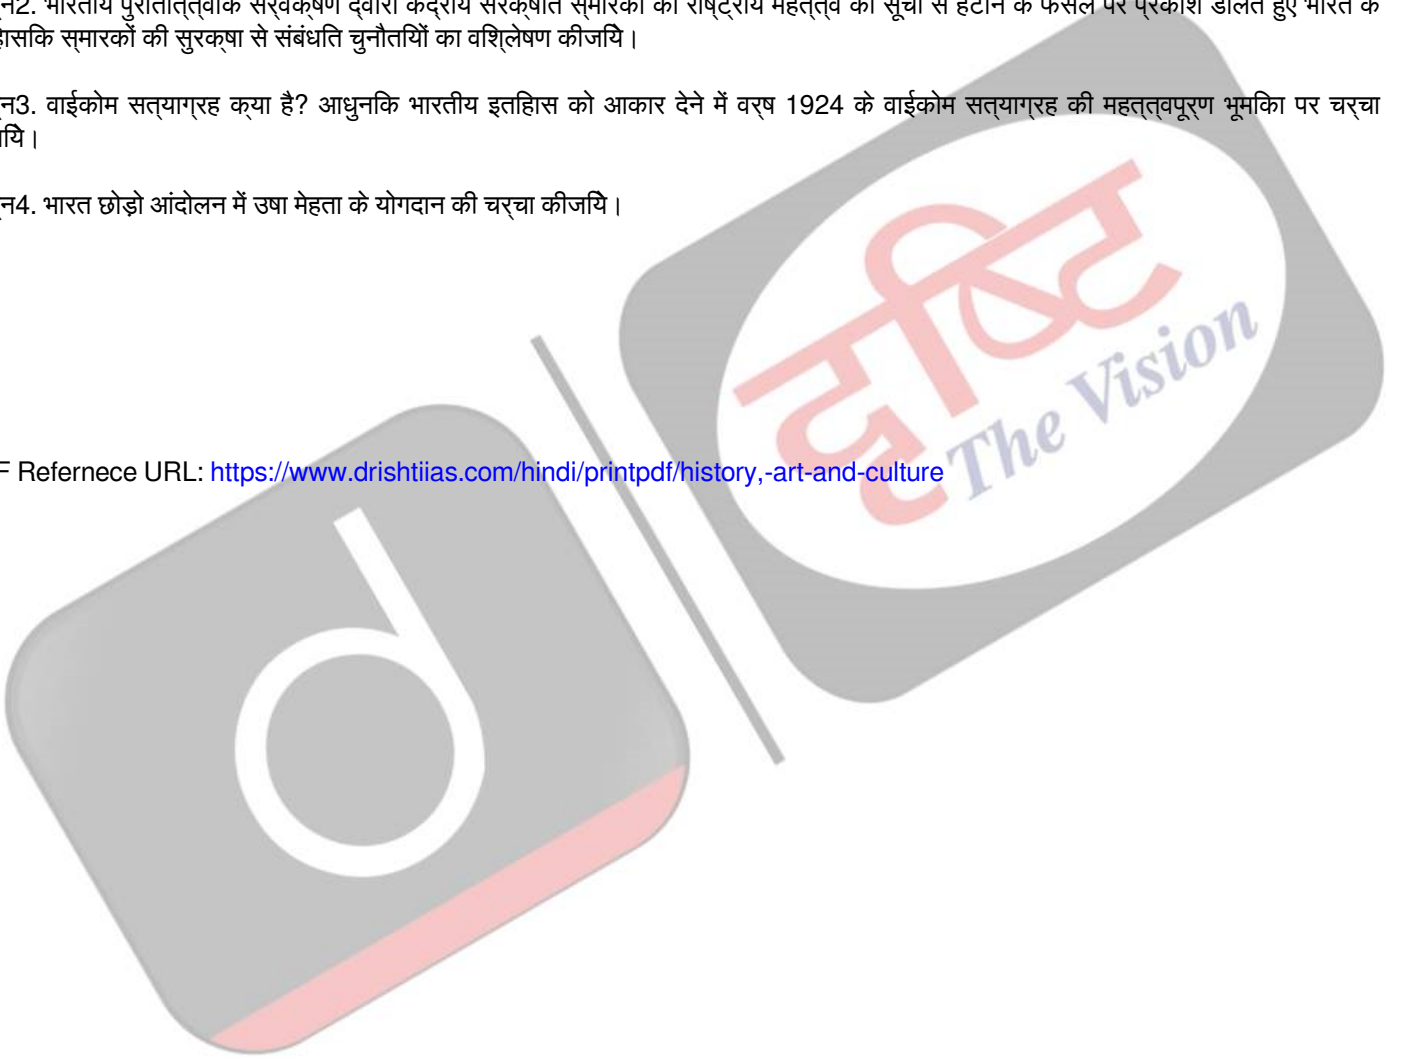 न2. भारतीय पुरातात्त्विक सर्वेक्षण द्वारा केंद्रीय संरक्षित स्मारकों को राष्ट्रीय महत्त्व की सूची से हटाने के फैसले पर प्रकाश डालते हुए भारत के
हासिक स्मारकों की सुरक्षा से संबंधित चुनौतियों का विश्लेषण कीजिये।
न3. वाईकोम सत्याग्रह क्या है? आधुनिक भारतीय इतिहास को आकार देने में वर्ष 1924 के वाईकोम सत्याग्रह की महत्त्वपूर्ण भूमिका पर चर्चा
जिये।
न4. भारत छोड़ो आंदोलन में उषा मेहता के योगदान की चर्चा कीजिये।
F Refernece URL: https://www.drishtiias.com/hindi/printpdf/history,-art-and-culture
दृष्टि
The Vision